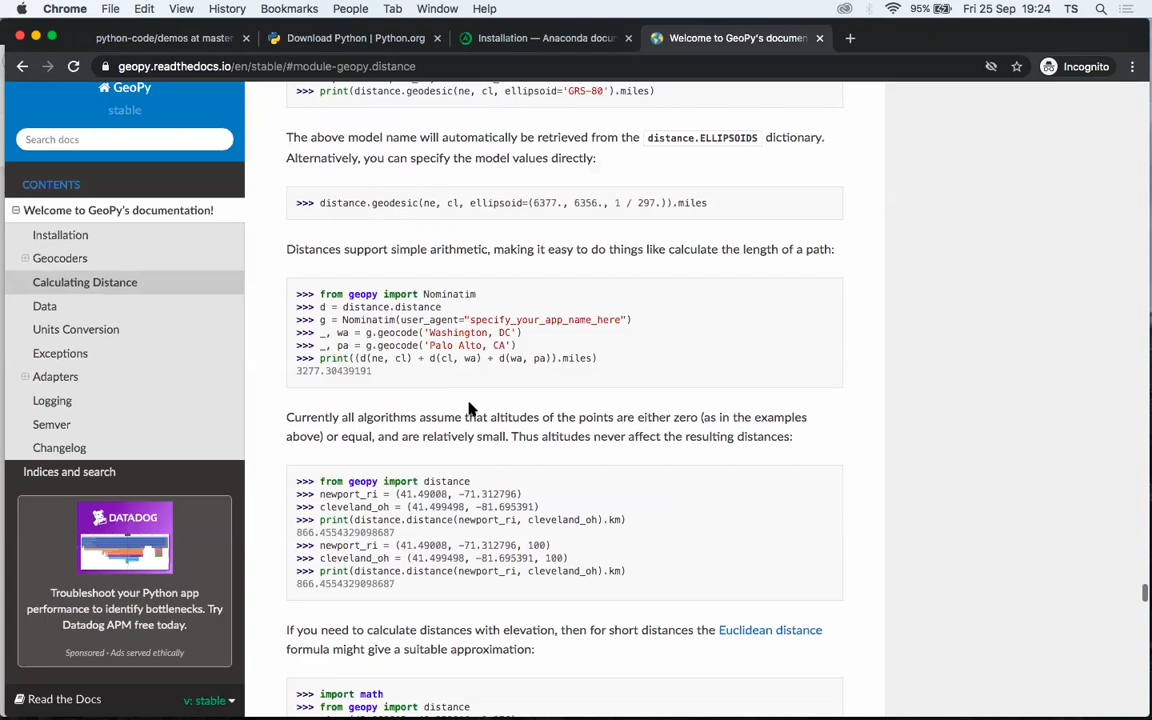 Chrome File Edit View History Bookmarks People Tab Window Help 95% Fri 25 Sep 19:24 TS
python-code/demos at master Download Python | Python.org Installation — Anaconda docu Welcome to GeoPy's documen
geopy.readthedocs.io/en/stable/#module-geopy.distance Incognito
GeoPy
stable
Search docs
CONTENTS
Welcome to GeoPy's documentation!
Installation
Geocoders
Calculating Distance
Data
Units Conversion
Exceptions
Adapters
Logging
Semver
Changelog
Indices and search
DATADOG
Troubleshoot your Python app
performance to identify bottlenecks. Try
Datadog APM free today.
Sponsored · Ads served ethically
Read the Docs v: stable
>>> print(distance.geodesic(ne, cl, ellipsoid='GRS-80').miles)
The above model name will automatically be retrieved from the distance.ELLIPSOIDS dictionary.
Alternatively, you can specify the model values directly:
>>> distance.geodesic(ne, cl, ellipsoid=(6377., 6356., 1 / 297.)).miles
Distances support simple arithmetic, making it easy to do things like calculate the length of a path:
>>> from geopy import Nominatim
>>> d = distance.distance
>>> g = Nominatim(user_agent="specify_your_app_name_here")
>>> _, wa = g.geocode('Washington, DC')
>>> _, pa = g.geocode('Palo Alto, CA')
>>> print((d(ne, cl) + d(cl, wa) + d(wa, pa)).miles)
3277.30439191
Currently all algorithms assume that altitudes of the points are either zero (as in the examples
above) or equal, and are relatively small. Thus altitudes never affect the resulting distances:
>>> from geopy import distance
>>> newport_ri = (41.49008, -71.312796)
>>> cleveland_oh = (41.499498, -81.695391)
>>> print(distance.distance(newport_ri, cleveland_oh).km)
866.4554329098687
>>> newport_ri = (41.49008, -71.312796, 100)
>>> cleveland_oh = (41.499498, -81.695391, 100)
>>> print(distance.distance(newport_ri, cleveland_oh).km)
866.4554329098687
If you need to calculate distances with elevation, then for short distances the Euclidean distance
formula might give a suitable approximation:
>>> import math
>>> from geopy import distance